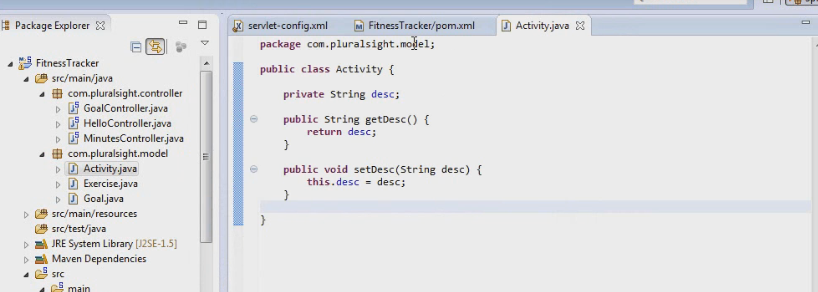 Package Explorer
servlet-config.xml
FitnessTracker/pom.xml
Activity.java
FitnessTracker
src/main/java
com.pluralsight.controller
GoalController.java
HelloController.java
MinutesController.java
com.pluralsight.model
Activity.java
Exercise.java
Goal.java
src/main/resources
src/test/java
JRE System Library [J2SE-1.5]
Maven Dependencies
src
main
package com.pluralsight.model;
public class Activity {
private String desc;
public String getDesc() {
return desc;
}
public void setDesc(String desc) {
this.desc = desc;
}
}